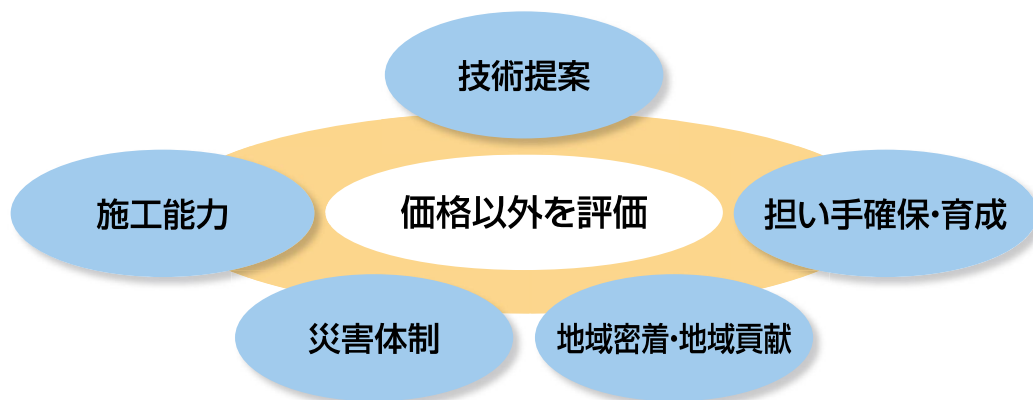 技術提案
施工能力
価格以外を評価
担い手確保・育成
災害体制
地域密着・地域貢献